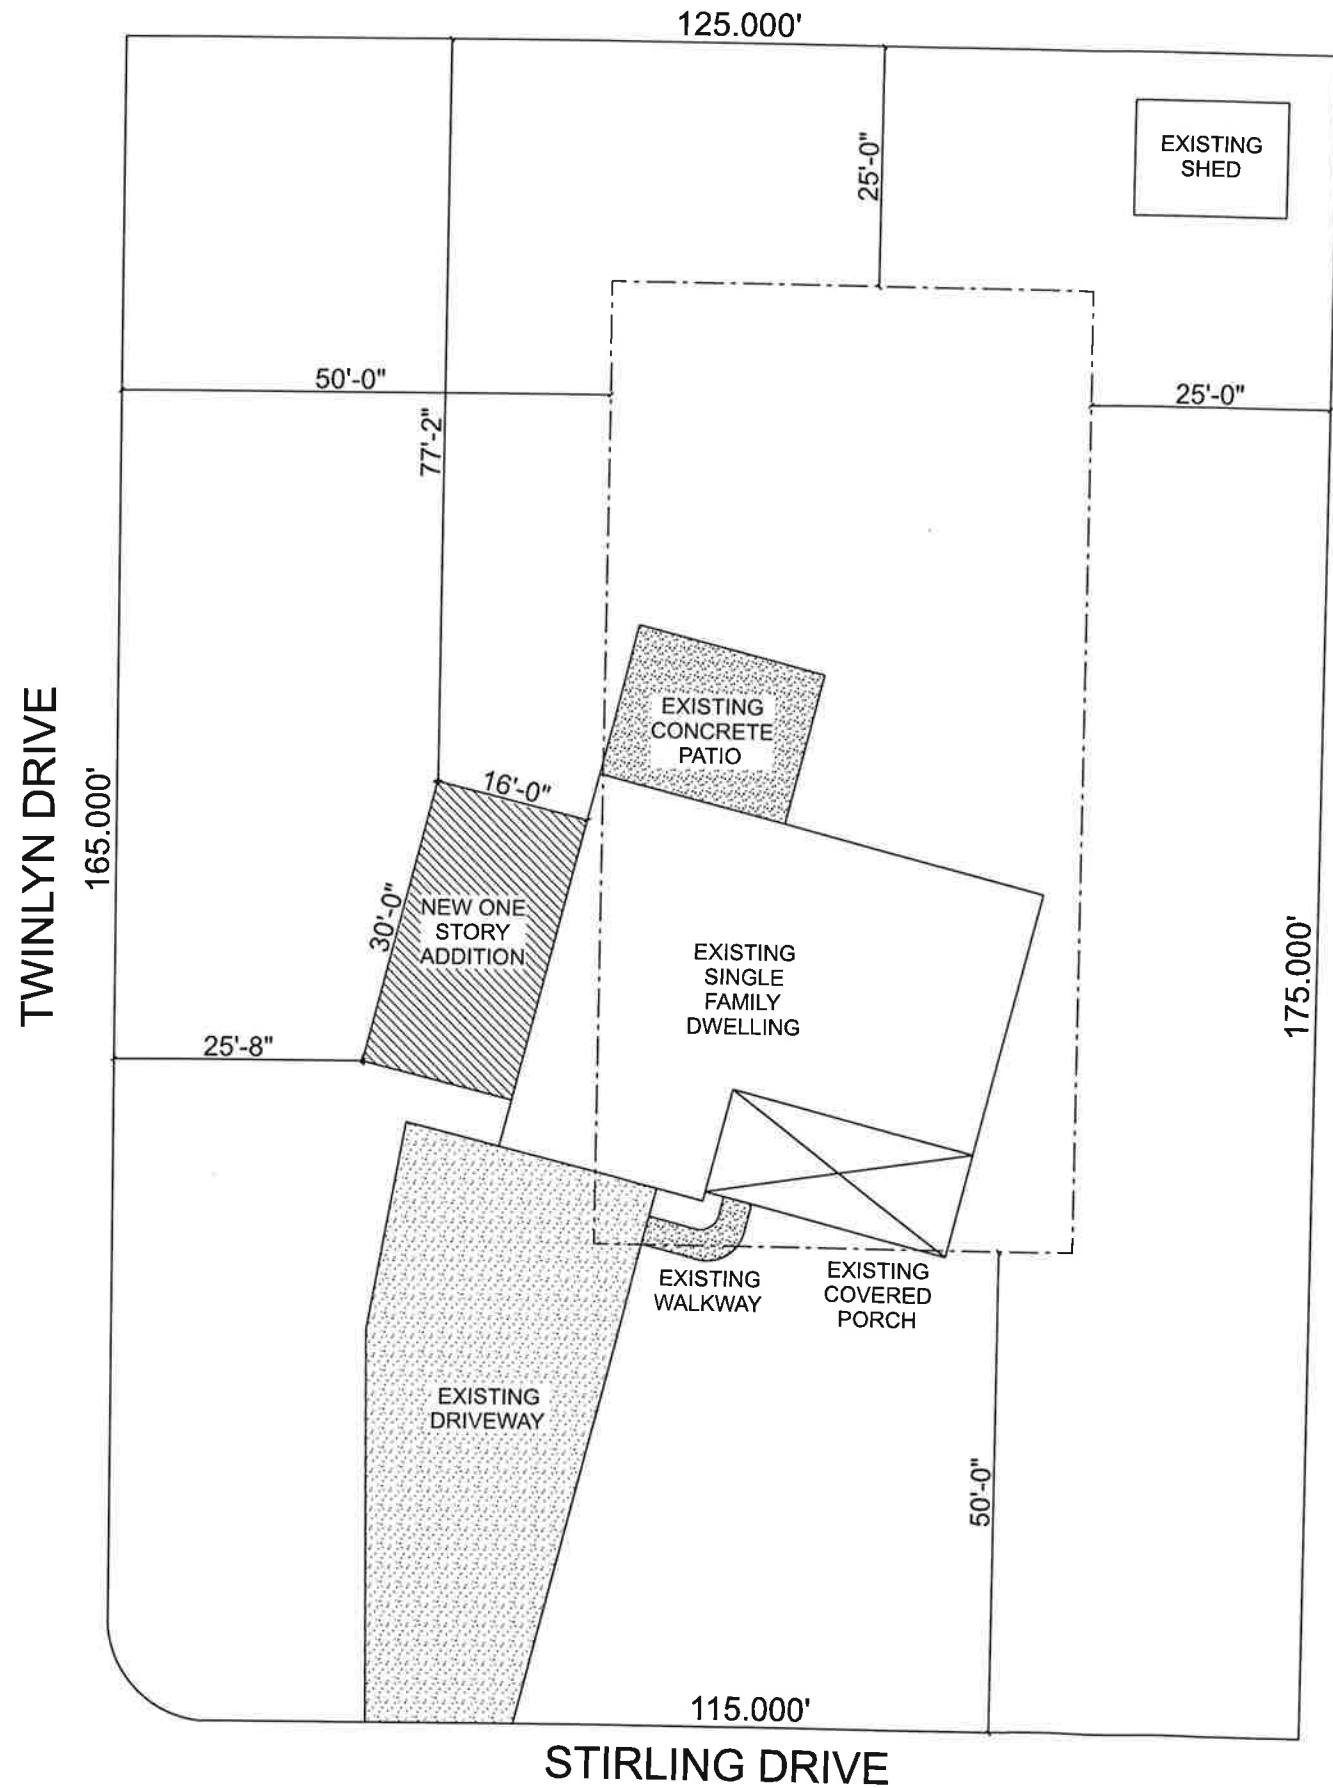 125.000'
EXISTING
SHED
25'-0"
50'-0"
25'-0"
77'-2"
EXISTING
CONCRETE
PATIO
16'-0"
TWINLYN DRIVE
165.000'
30'-0"
NEW ONE
STORY
ADDITION
EXISTING
SINGLE
FAMILY
DWELLING
175.000'
25'-8"
EXISTING
WALKWAY
EXISTING
COVERED
PORCH
EXISTING
DRIVEWAY
50'-0"
115.000'
STIRLING DRIVE